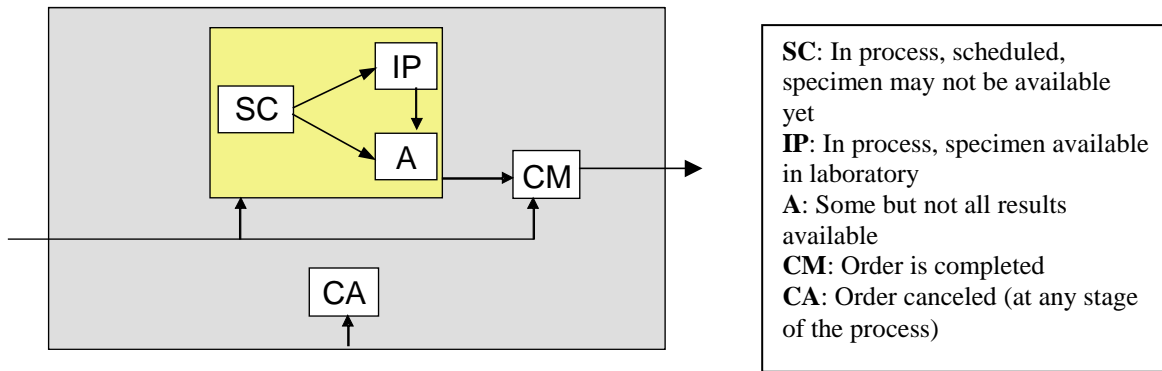 IP
SC
A
CM
CA
SC: In process, scheduled,
specimen may not be available
yet
IP: In process, specimen available
in laboratory
A: Some but not all results
available
CM: Order is completed
CA: Order canceled (at any stage
of the process)